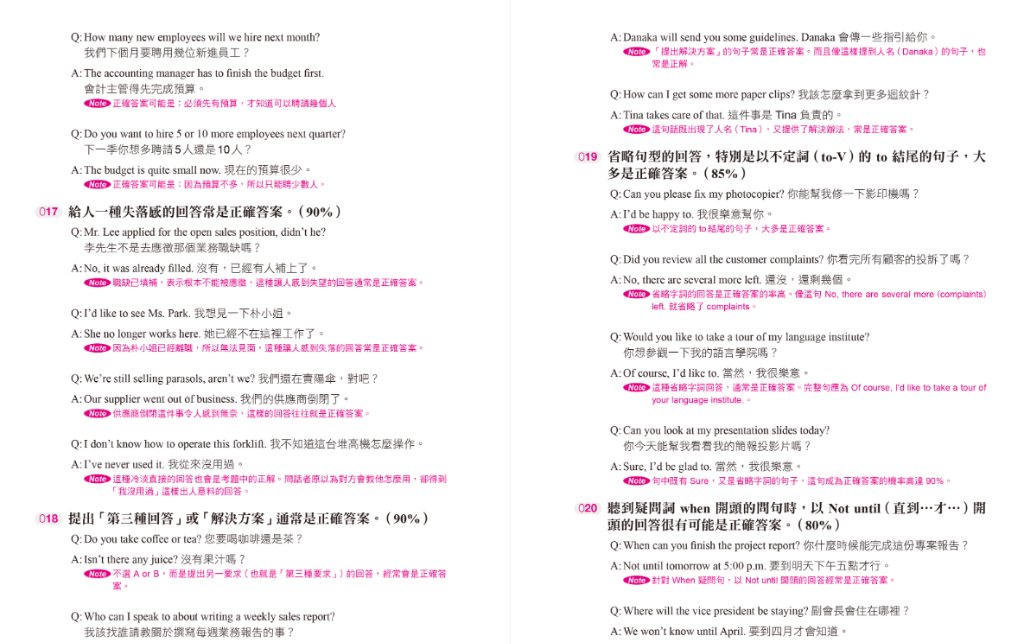 Q: How many new employees will we hire next month?
我們下個月要聘用幾位新進員工？
A: The accounting manager has to finish the budget first.
會計主管得先完成預算。
Note 正確答案可能是：必須先有預算，才知道可以聘請幾個人
Q: Do you want to hire 5 or 10 more employees next quarter?
下一季你想多聘請 5 人還是 10 人？
A: The budget is quite small now. 現在的預算很少。
Note 正確答案可能是：因為預算不多，所以只能聘少數人。
017 給人一種失落感的回答常是正確答案。（90%）
Q: Mr. Lee applied for the open sales position, didn't he?
李先生不是去應徵那個業務職缺嗎？
A: No, it was already filled. 沒有，已經有人補上了。
Note 職缺已填補，表示根本不能被應徵，這種讓人感到失望的回答通常是正確答案。
Q: I'd like to see Ms. Park. 我想見一下朴小姐。
A: She no longer works here. 她已經不在這裡工作了。
Note 因為朴小姐已經離職，所以無法見面，這種讓人感到失落的回答常是正確答案。
Q: We're still selling parasols, aren't we? 我們還在賣陽傘，對吧？
A: Our supplier went out of business. 我們的供應商倒閉了。
Note 供應商倒閉這件事令人感到無奈，這樣的回答往往就是正確答案。
Q: I don't know how to operate this forklift. 我不知道這台堆高機怎麼操作。
A: I've never used it. 我從來沒用過。
Note 這種冷淡直接的回答也會是考題中的正解。問話者原以為對方會教他怎麼用，卻得到
「我沒用過」這樣出人意料的回答。
018 提出「第三種回答」或「解決方案」通常是正確答案。（90%）
Q: Do you take coffee or tea? 您要喝咖啡還是茶？
A: Isn't there any juice? 沒有果汁嗎？
Note 不選 A or B，而是提出另一要求（也就是「第三種要求」）的回答，經常會是正確答
案。
Q: Who can I speak to about writing a weekly sales report?
我該找誰請教關於撰寫每週業務報告的事？
A: Danaka will send you some guidelines. Danaka 會傳一些指引給你。
Note 「提出解決方案」的句子常是正確答案。而且像這樣提到人名（Danaka）的句子，也
常是正解。
Q: How can I get some more paper clips? 我該怎麼拿到更多迴紋針？
A: Tina takes care of that. 這件事是 Tina 負責的。
Note 這句話既出現了人名（Tina），又提供了解決辦法，常是正確答案。
019 省略句型的回答，特別是以不定詞（to-V）的 to 結尾的句子，大
多是正確答案。（85%）
Q: Can you please fix my photocopier? 你能幫我修一下影印機嗎？
A: I'd be happy to. 我很樂意幫你。
Note 以不定詞的 to 結尾的句子，大多是正確答案。
Q: Did you review all the customer complaints? 你看完所有顧客的投訴了嗎？
A: No, there are several more left. 還沒，還剩幾個。
Note 省略字詞的回答是正確答案的率高。像這句 No, there are several more (complaints)
left. 就省略了 complaints。
Q: Would you like to take a tour of my language institute?
你想參觀一下我的語言學院嗎？
A: Of course, I'd like to. 當然，我很樂意。
Note 這種省略字詞回答，通常是正確答案。完整句應為 Of course, I'd like to take a tour of
your language institute.。
Q: Can you look at my presentation slides today?
你今天能幫我看看我的簡報投影片嗎？
A: Sure, I'd be glad to. 當然，我很樂意。
Note 句中既有 Sure，又是省略字詞的句子，這句成為正確答案的機率高達 90%。
020 聽到疑問詞 when 開頭的問句時，以 Not until（直到⋯才⋯）開
頭的回答很有可能是正確答案。（80%）
Q: When can you finish the project report? 你什麼時候能完成這份專案報告？
A: Not until tomorrow at 5:00 p.m. 要到明天下午五點才行。
Note 針對 When 疑問句，以 Not until 開頭的回答經常是正確答案。
Q: Where will the vice president be staying? 副會長會住在哪裡？
A: We won't know until April. 要到四月才會知道。